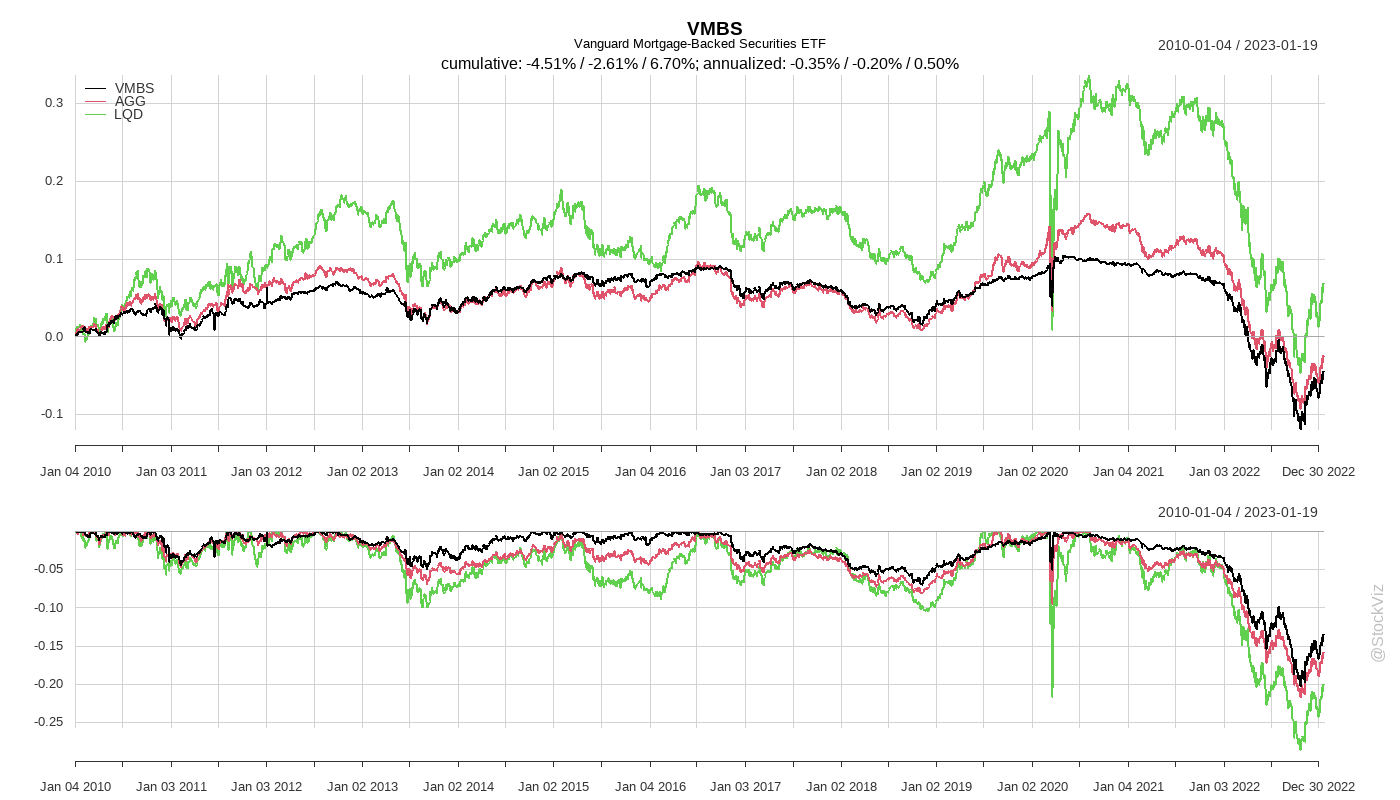 VMBS
Vanguard Mortgage-Backed Securities ETF
2010-01-04 / 2023-01-19
cumulative: -4.51% / -2.61% / 6.70%; annualized: -0.35% / -0.20% / 0.50%
VMBS
AGG
LQD
0.3
0.2
0.1
0.0
-0.1
Jan 04 2010 Jan 03 2011 Jan 03 2012 Jan 02 2013 Jan 02 2014 Jan 02 2015 Jan 04 2016 Jan 03 2017 Jan 02 2018 Jan 02 2019 Jan 02 2020 Jan 04 2021 Jan 03 2022 Dec 30 2022
2010-01-04 / 2023-01-19
-0.05
-0.10
-0.15
-0.20
-0.25
Jan 04 2010 Jan 03 2011 Jan 03 2012 Jan 02 2013 Jan 02 2014 Jan 02 2015 Jan 04 2016 Jan 03 2017 Jan 02 2018 Jan 02 2019 Jan 02 2020 Jan 04 2021 Jan 03 2022 Dec 30 2022
@StockViz